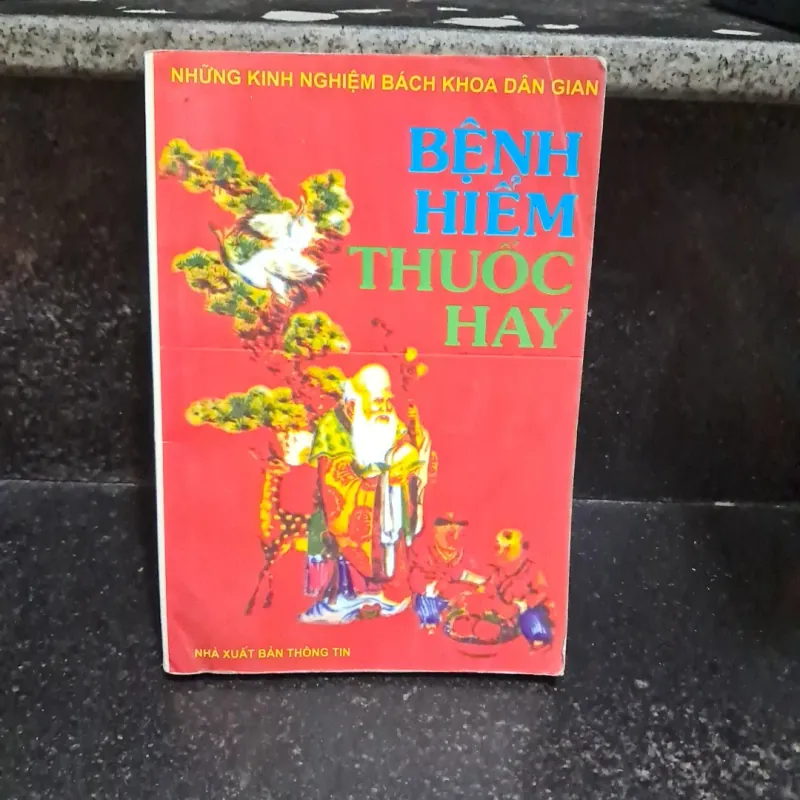 NHỮNG KINH NGHIỆM BÁCH KHOA DÂN GIAN
BỆNH
HIỂM
THUỐC
HAY
NHÀ XUẤT BẢN THÔNG TIN